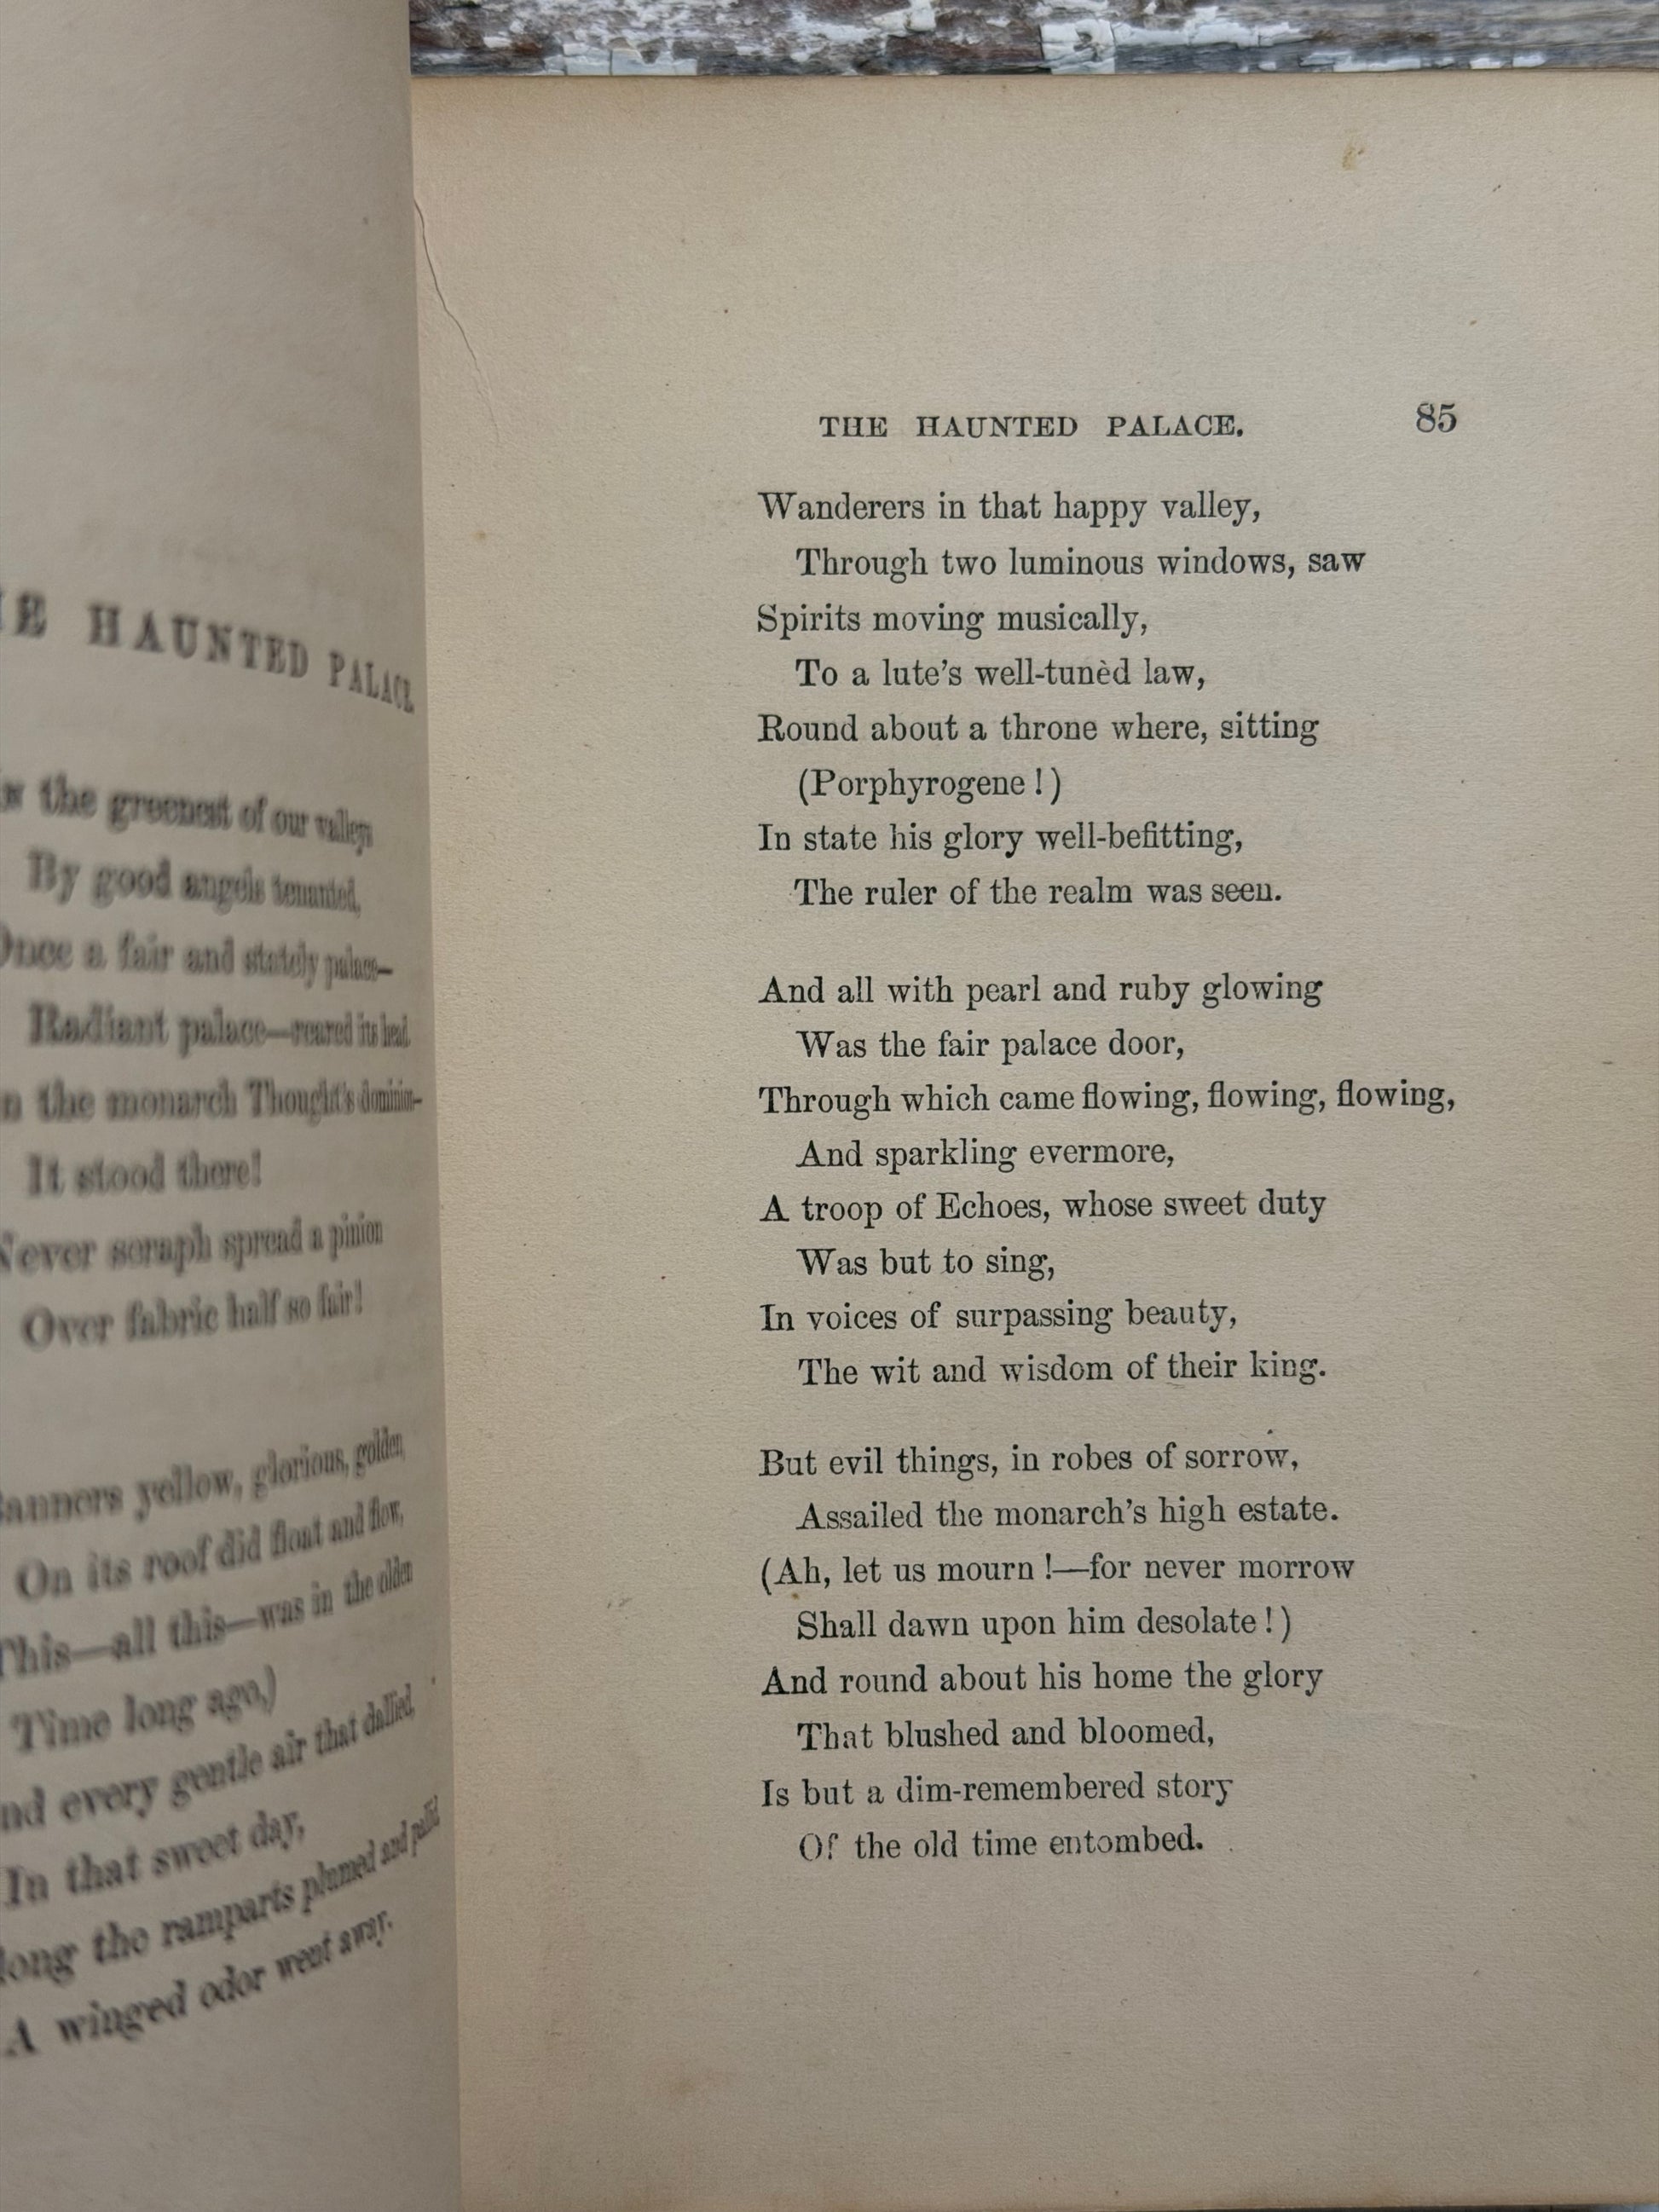 HAUNTED PALACE
the greenest of our valleys
By good angels tenanted,
Once a fair and stately palace—
Radiant palace—reared its head.
the monarch Thought's dominion—
It stood there!
Never seraph spread a pinion
Over fabric half so fair!
Banners yellow, glorious, golden,
On its roof did float and flow,
This—all this—was in the olden
Time long ago,)
every gentle air that dallied,
In that sweet day,
the ramparts plumed and pallid,
A winged odor went away.
THE HAUNTED PALACE. 85
Wanderers in that happy valley,
Through two luminous windows, saw
Spirits moving musically,
To a lute's well-tunèd law,
Round about a throne where, sitting
(Porphyrogene !)
In state his glory well-befitting,
The ruler of the realm was seen.
And all with pearl and ruby glowing
Was the fair palace door,
Through which came flowing, flowing, flowing,
And sparkling evermore,
A troop of Echoes, whose sweet duty
Was but to sing,
In voices of surpassing beauty,
The wit and wisdom of their king.
But evil things, in robes of sorrow,
Assailed the monarch's high estate.
(Ah, let us mourn !—for never morrow
Shall dawn upon him desolate !)
And round about his home the glory
That blushed and bloomed,
Is but a dim-remembered story
Of the old time entombed.